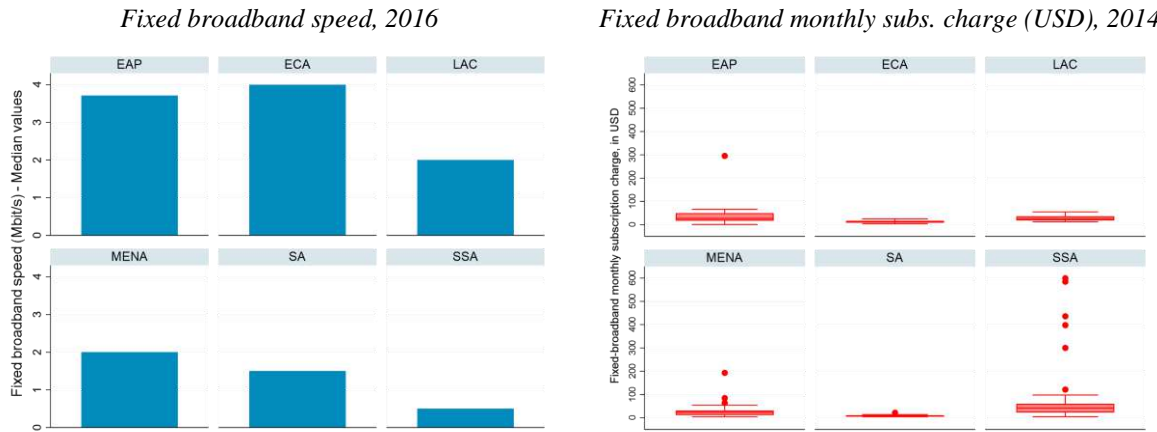 Fixed broadband speed, 2016
Fixed broadband speed (Mbit/s) - Median values
EAP
ECA
LAC
4
3
2
1
0
MENA
SA
SSA
4
3
2
1
0
Fixed broadband monthly subs. charge (USD), 2014
Fixed-broadband monthly subscription charge, in USD
EAP
ECA
LAC
600
500
400
300
200
100
0
MENA
SA
SSA
600
500
400
300
200
100
0